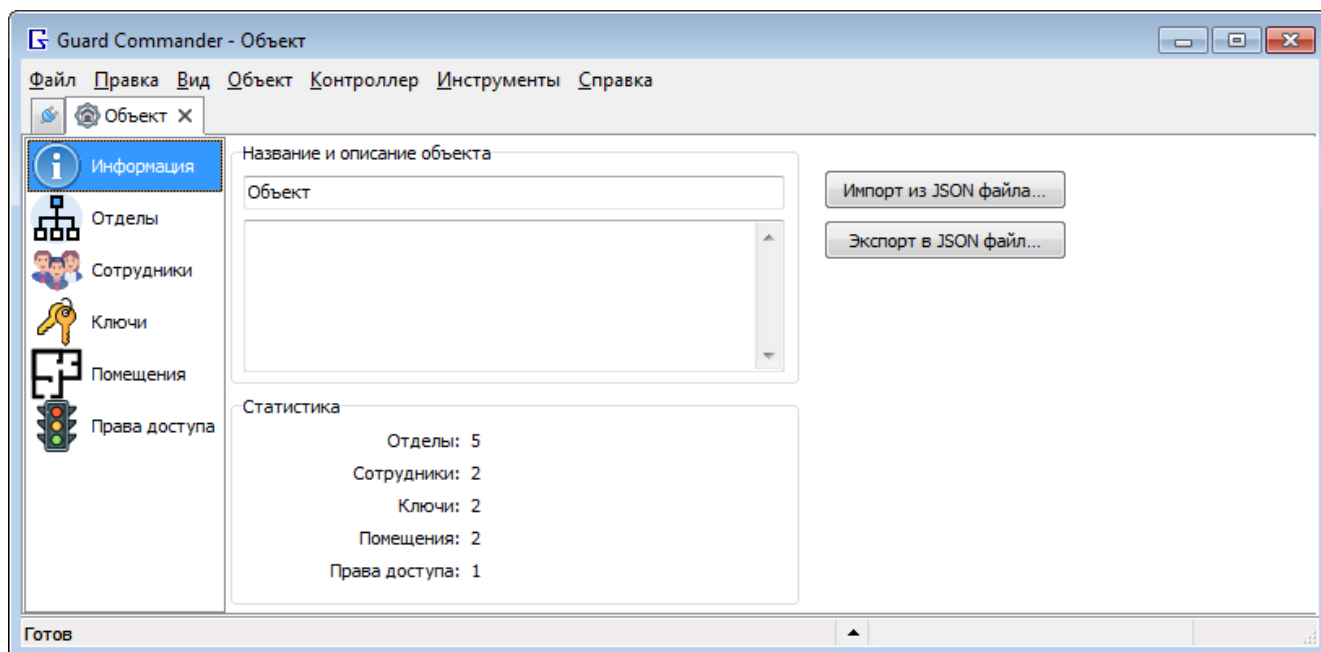 Guard Commander - Объект
Файл Правка Вид Объект Контроллер Инструменты Справка
Объект
Информация
Отделы
Сотрудники
Ключи
Помещения
Права доступа
Название и описание объекта
Объект
Импорт из JSON файла...
Экспорт в JSON файл...
Статистика
Отделы: 5
Сотрудники: 2
Ключи: 2
Помещения: 2
Права доступа: 1
Готов